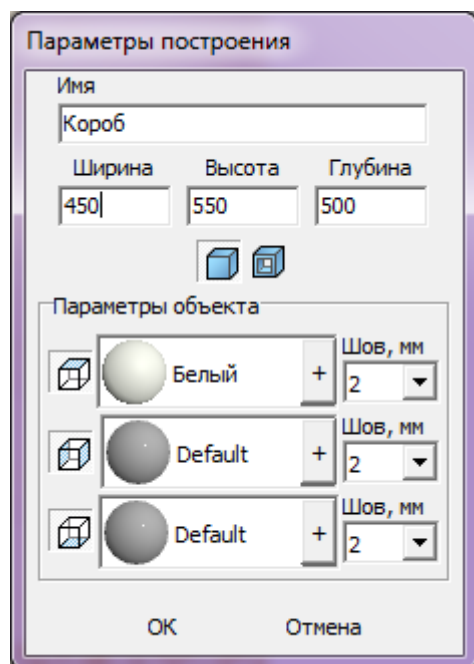 Параметры построения
Имя
Короб
Ширина Высота Глубина
450 550 500
Параметры объекта
Шов, мм
Белый + 2
Шов, мм
Default + 2
Шов, мм
Default + 2
ОК Отмена